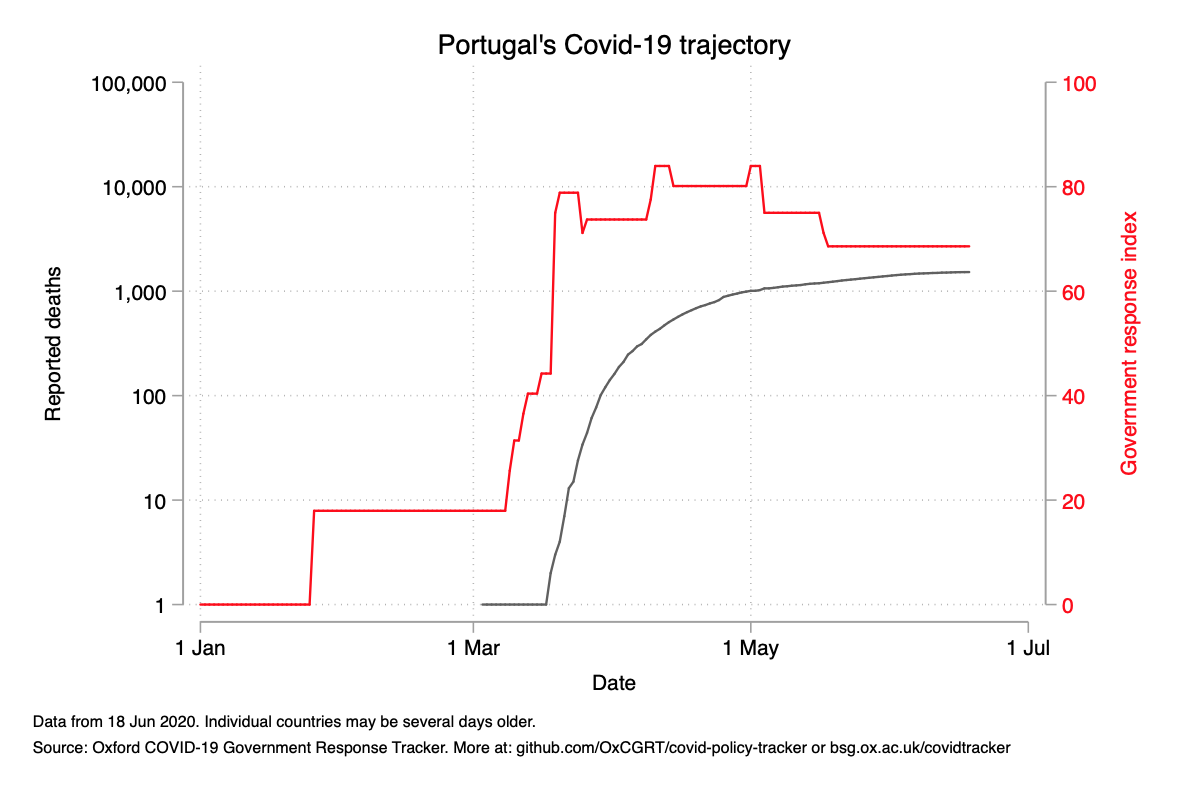 Portugal's Covid-19 trajectory
100,000
10,000
1,000
100
10
1
Reported deaths
100
80
60
40
20
0
Government response index
1 Jan
1 Mar
1 May
1 Jul
Date
Data from 18 Jun 2020. Individual countries may be several days older.
Source: Oxford COVID-19 Government Response Tracker. More at: github.com/OxCGRT/covid-policy-tracker or bsg.ox.ac.uk/covidtracker